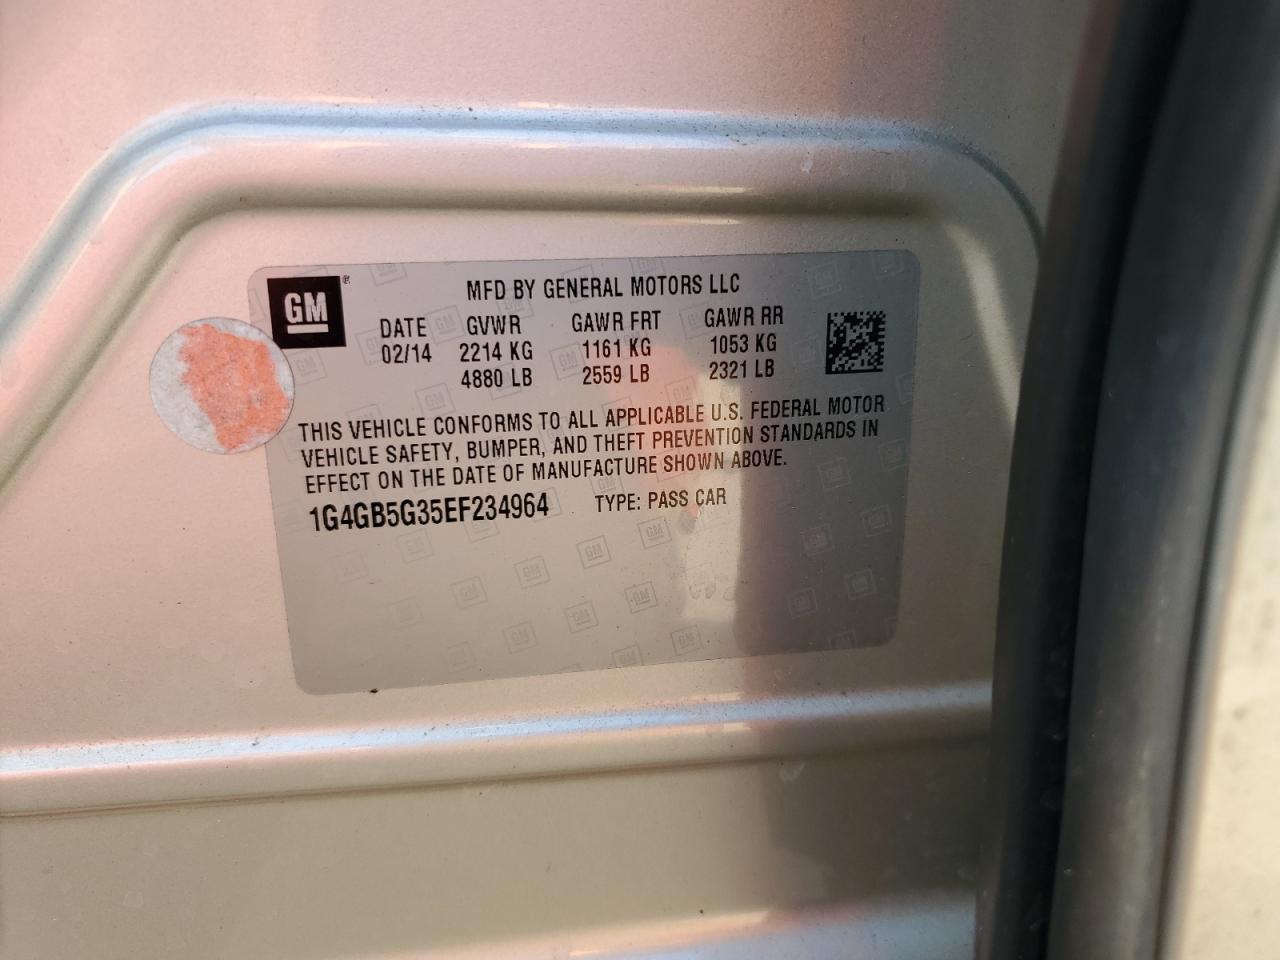 GM ®
MFD BY GENERAL MOTORS LLC
DATE GVWR GAWR FRT GAWR RR
02/14 2214 KG 1161 KG 1053 KG
4880 LB 2559 LB 2321 LB
THIS VEHICLE CONFORMS TO ALL APPLICABLE U.S. FEDERAL MOTOR
VEHICLE SAFETY, BUMPER, AND THEFT PREVENTION STANDARDS IN
EFFECT ON THE DATE OF MANUFACTURE SHOWN ABOVE.
1G4GB5G35EF234964 TYPE: PASS CAR